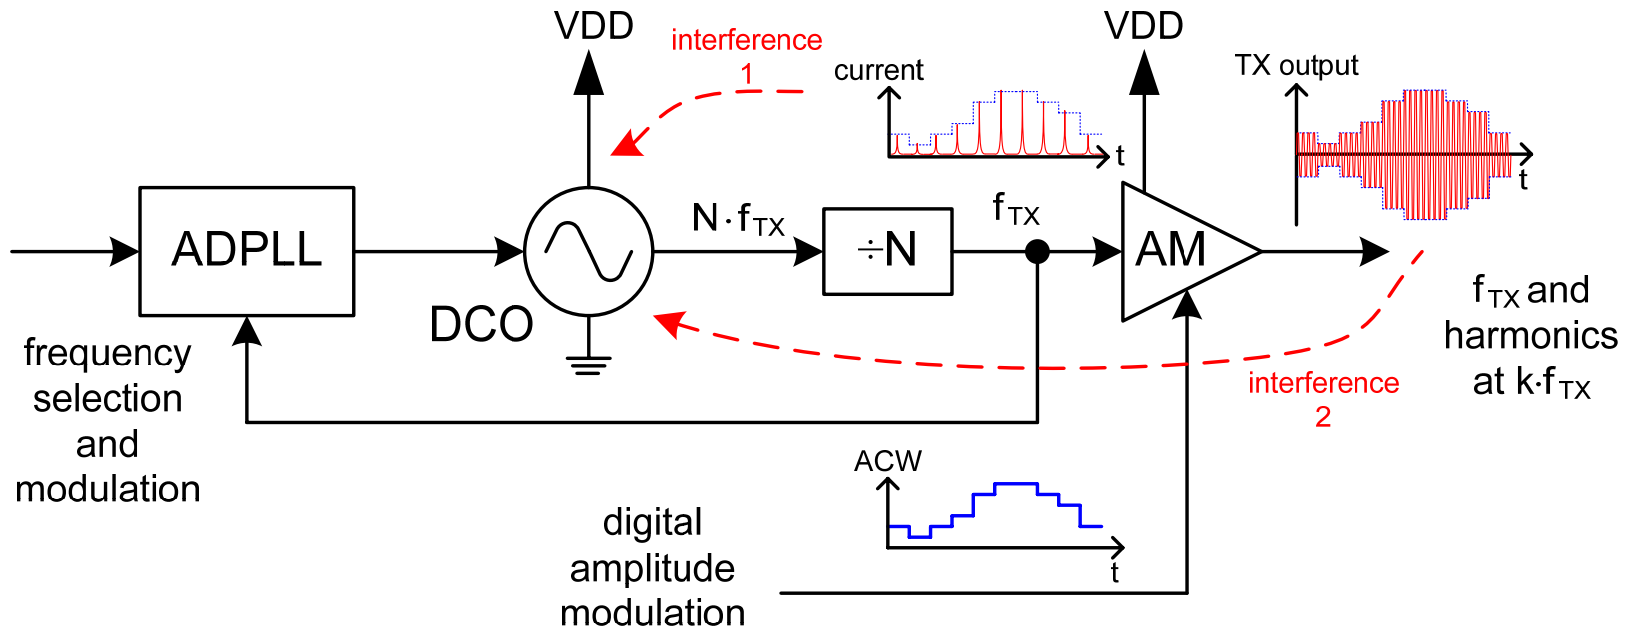 VDD
interference
1
current
t
VDD
TX output
t
ADPLL
DCO
N·fTX
÷N
fTX
AM
fTX and
harmonics
at k·fTX
interference
2
frequency
selection
and
modulation
ACW
t
digital
amplitude
modulation